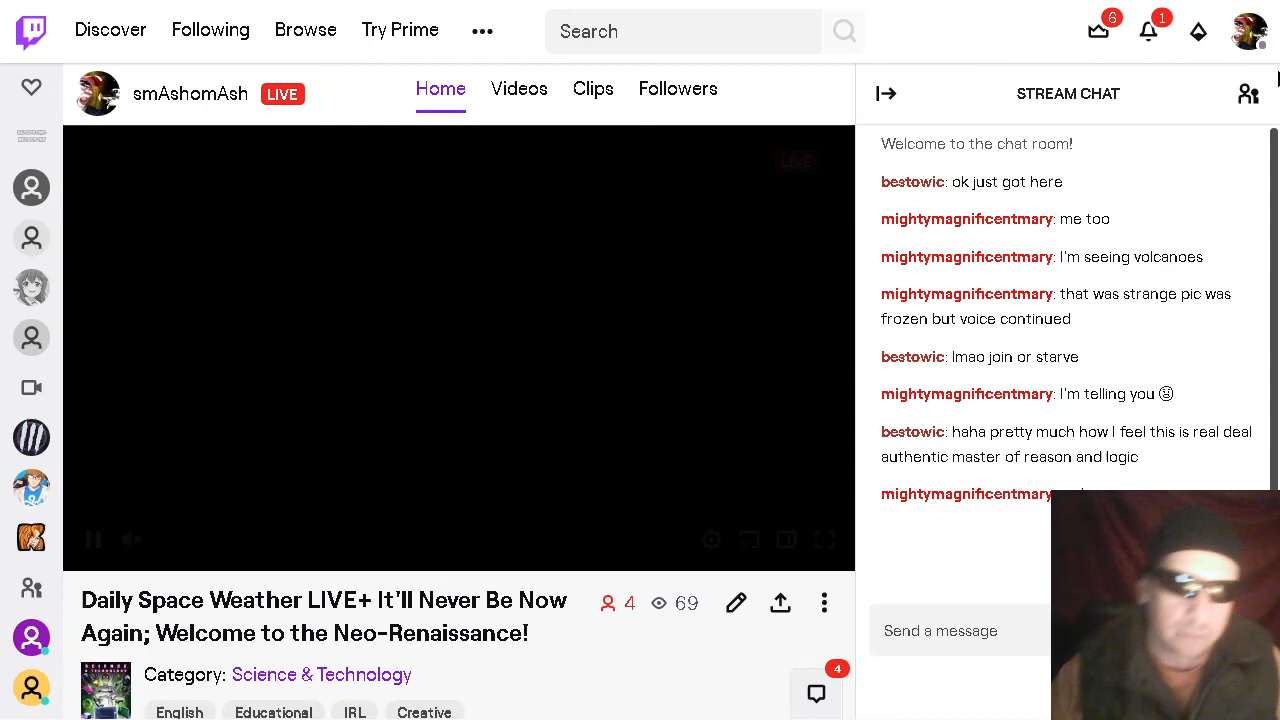 Discover Following Browse Try Prime
Search
6
1
smAshomAsh LIVE
Home Videos Clips Followers
LIVE
Daily Space Weather LIVE+ It'll Never Be Now
Again; Welcome to the Neo-Renaissance!
4 69
Category: Science & Technology
English Educational IRL Creative
4
STREAM CHAT
Welcome to the chat room!
bestowic: ok just got here
mightymagnificentmary: me too
mightymagnificentmary: I'm seeing volcanoes
mightymagnificentmary: that was strange pic was
frozen but voice continued
bestowic: lmao join or starve
mightymagnificentmary: I'm telling you
bestowic: haha pretty much how I feel this is real deal
authentic master of reason and logic
mightymagnificentmary
Send a message